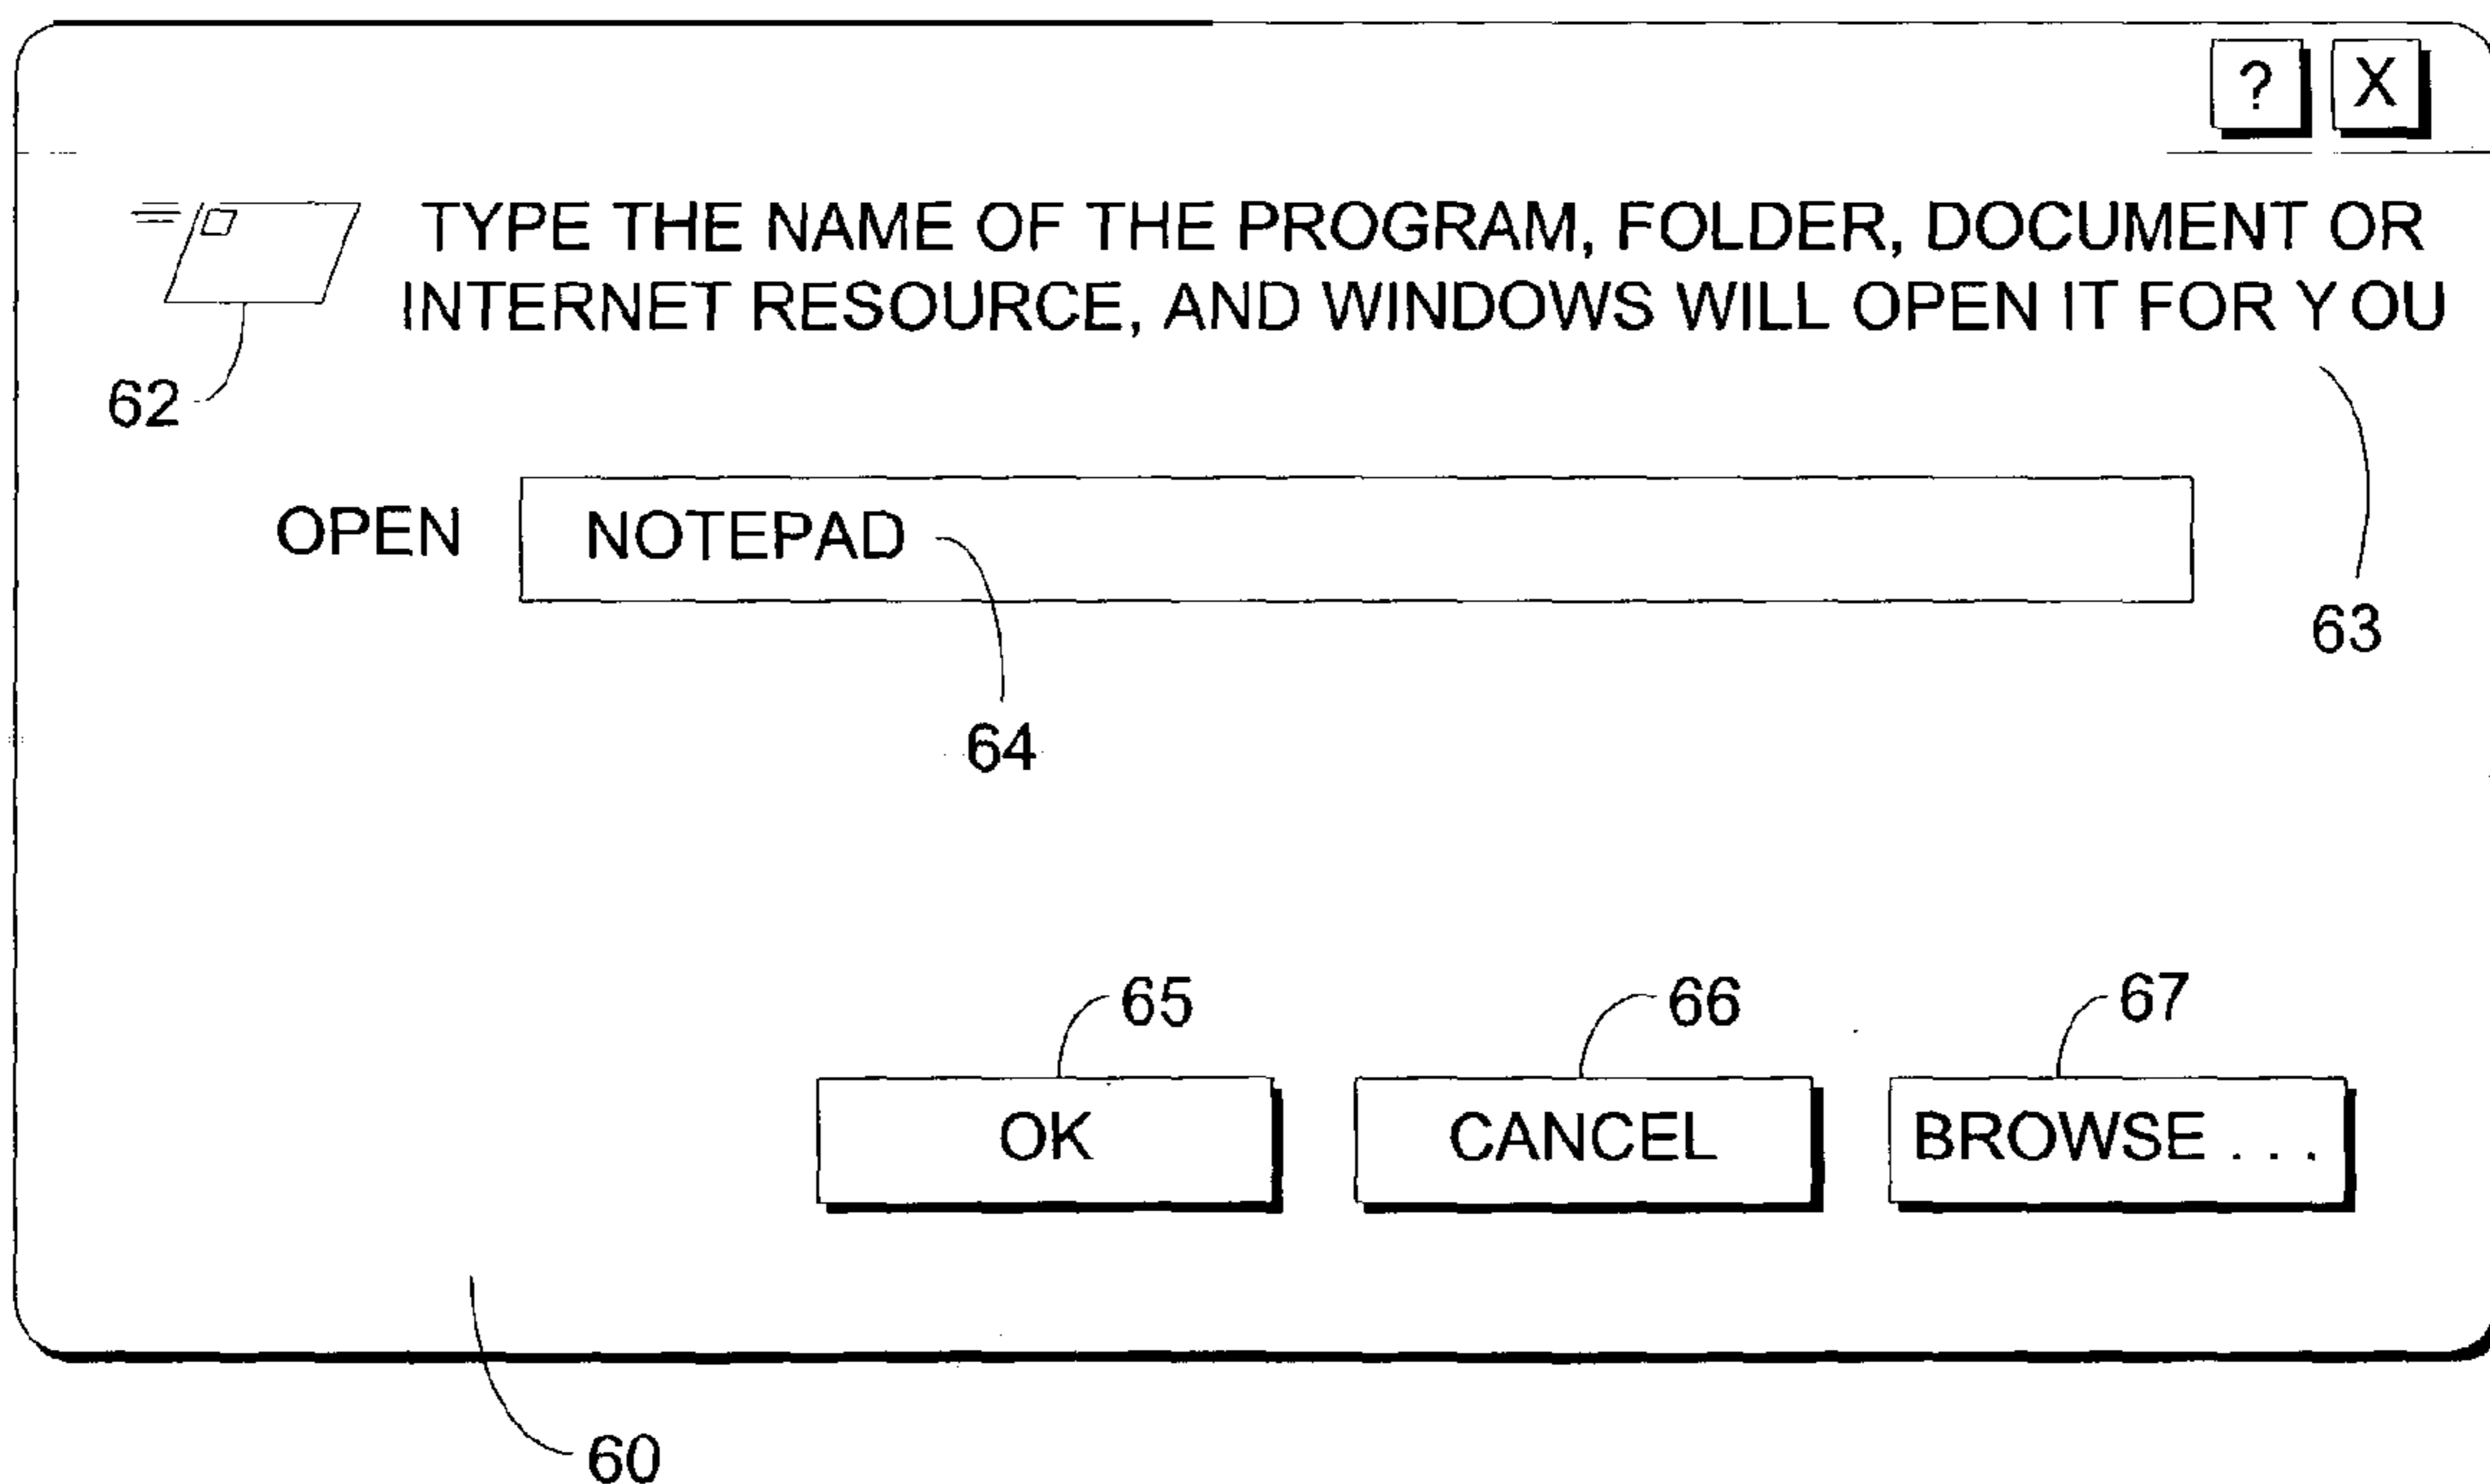 ? X
TYPE THE NAME OF THE PROGRAM, FOLDER, DOCUMENT OR
INTERNET RESOURCE, AND WINDOWS WILL OPEN IT FOR Y OU
62
OPEN NOTEPAD
63
64
65 66 67
OK CANCEL BROWSE . . .
60